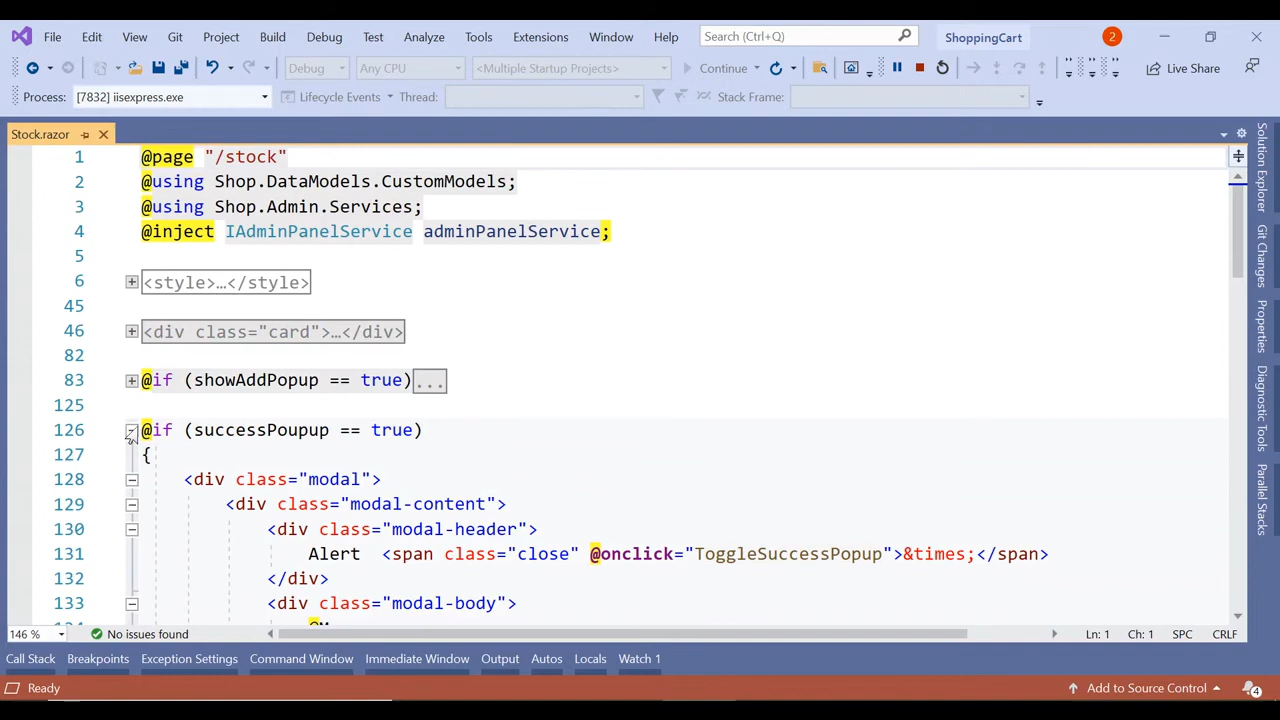 File Edit View Git Project Build Debug Test Analyze Tools Extensions Window Help Search (Ctrl+Q) ShoppingCart 2
Debug Any CPU <Multiple Startup Projects> Continue Live Share
Process: [7832] iisexpress.exe Lifecycle Events Thread: Stack Frame:
Stock.razor
1 @page "/stock"
2 @using Shop.DataModels.CustomModels;
3 @using Shop.Admin.Services;
4 @inject IAdminPanelService adminPanelService;
5
6 <style>…</style>
45
46 <div class="card">…</div>
82
83 @if (showAddPopup == true)...
125
126 @if (successPoupup == true)
127 {
128 <div class="modal">
129 <div class="modal-content">
130 <div class="modal-header">
131 Alert <span class="close" @onclick="ToggleSuccessPopup">&times;</span>
132 </div>
133 <div class="modal-body">
Solution Explorer
Git Changes
Properties
Diagnostic Tools
Parallel Stacks
146 % No issues found Ln: 1 Ch: 1 SPC CRLF
Call Stack Breakpoints Exception Settings Command Window Immediate Window Output Autos Locals Watch 1
Ready Add to Source Control 4